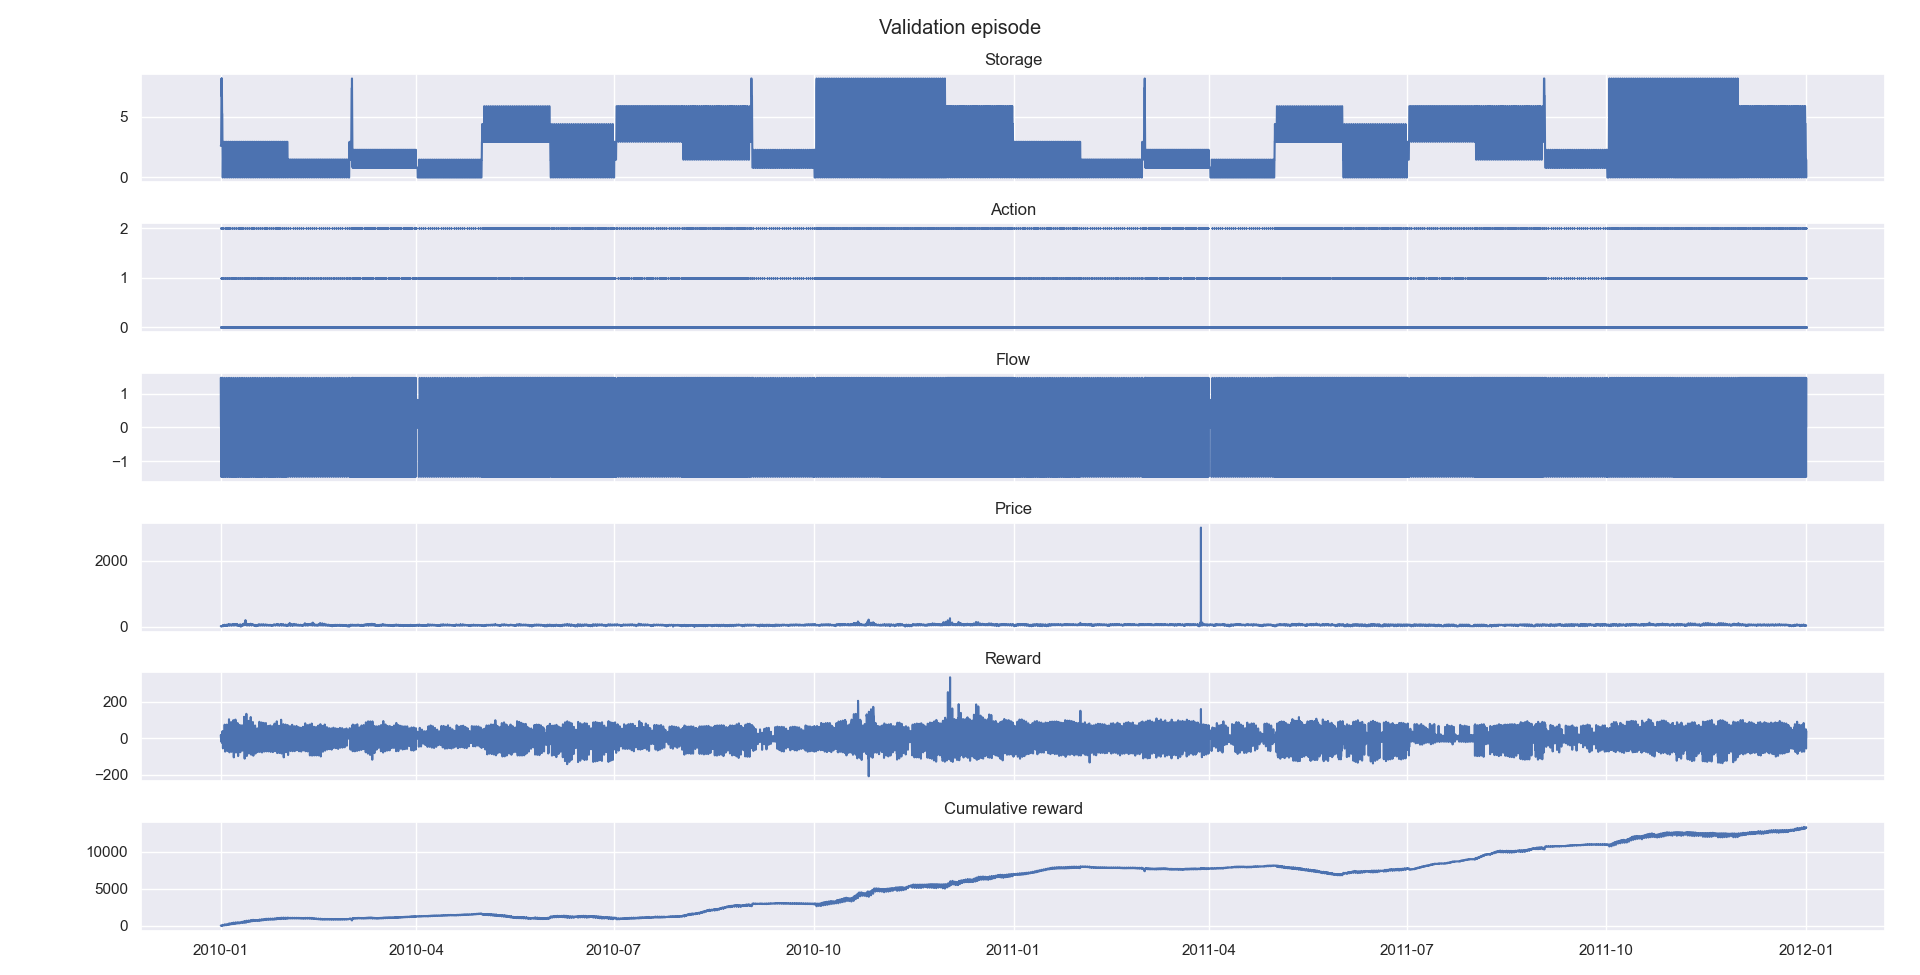 Validation episode
Storage
5
0
Action
2
1
0
Flow
1
0
−1
Price
2000
0
Reward
200
0
−200
Cumulative reward
10000
5000
0
2010-01 2010-04 2010-07 2010-10 2011-01 2011-04 2011-07 2011-10 2012-01